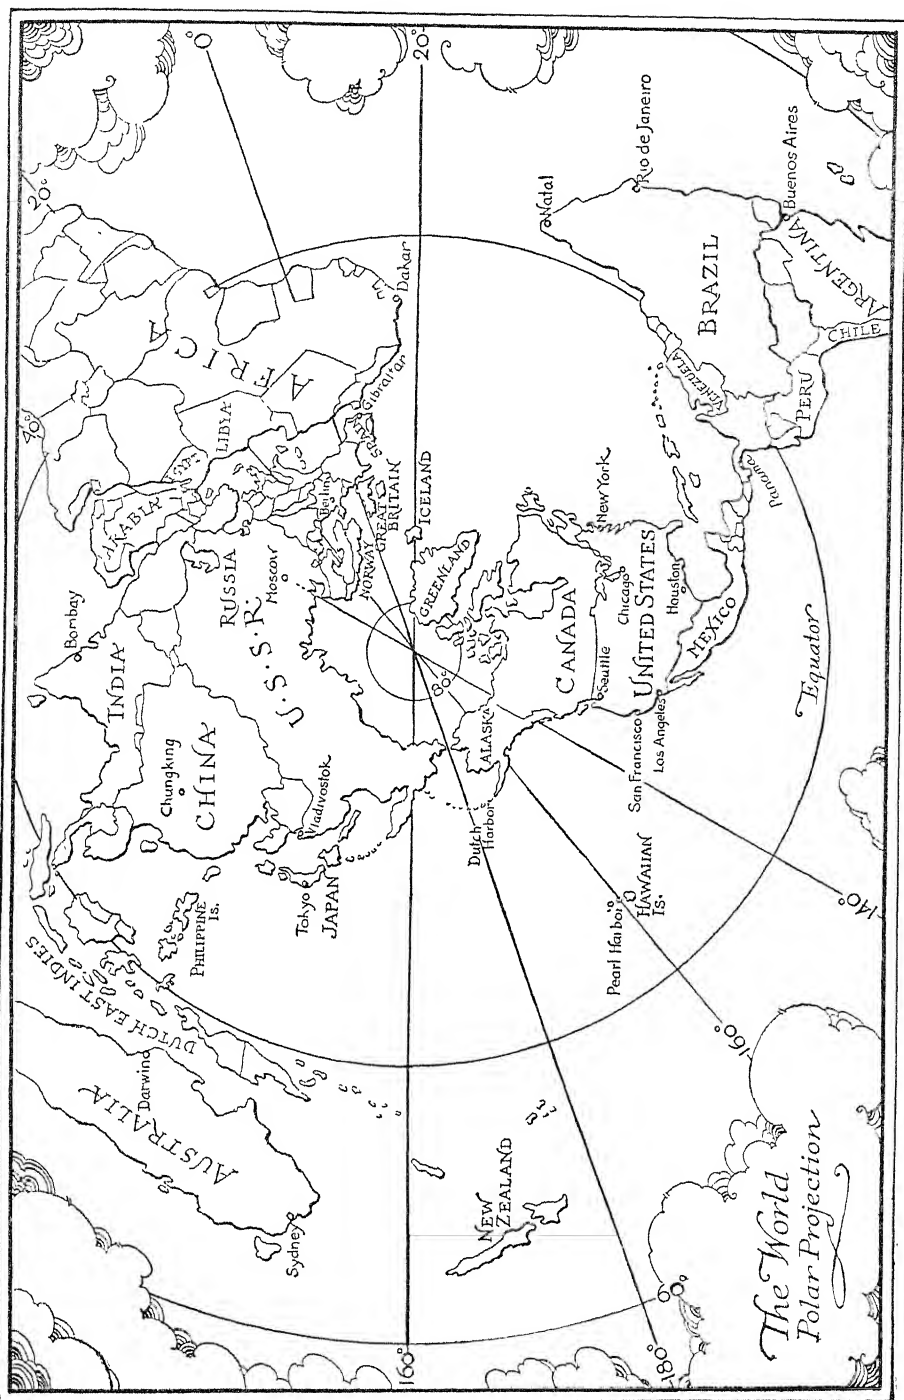 The World
Polar Projection
0°
20°
20°
40°
80°
60°
140°
160°
180°
160°
Equator
AFRICA
LIBYA
ARABIA
Dakar
Gibraltar
SPAIN
Berlin
NORWAY
GREAT
BRITAIN
ICELAND
GREENLAND
RUSSIA
Moscow
U.S.S.R.
INDIA
Bombay
CHINA
Chungking
Vladivostok
Tokyo
JAPAN
PHILIPPINE
Is.
DUTCH EAST INDIES
AUSTRALIA
Darwin
Sydney
NEW
ZEALAND
ALASKA
Dutch
Harbor
CANADA
Seattle
UNITED STATES
Chicago
New York
Houston
San Francisco
Los Angeles
MEXICO
Panama
Pearl Harbor
HAWAIIAN
Is.
VENEZUELA
BRAZIL
Natal
Rio de Janeiro
PERU
CHILE
ARGENTINA
Buenos Aires